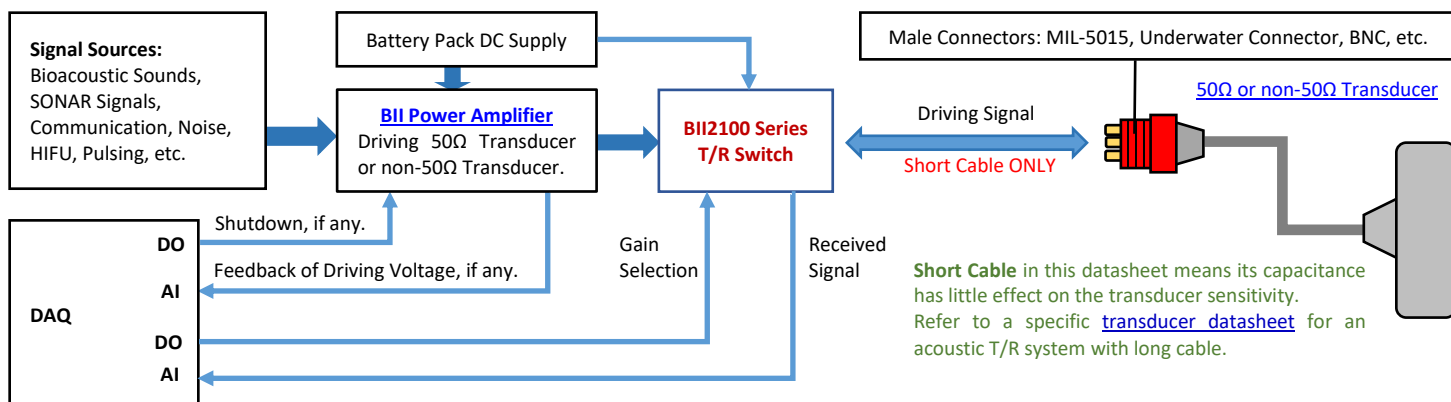 Signal Sources:
Bioacoustic Sounds,
SONAR Signals,
Communication, Noise,
HIFU, Pulsing, etc.
Battery Pack DC Supply
BII Power Amplifier
Driving 50Ω Transducer
or non-50Ω Transducer.
BII2100 Series
T/R Switch
Male Connectors: MIL-5015, Underwater Connector, BNC, etc.
50Ω or non-50Ω Transducer
Driving Signal
Short Cable ONLY
DAQ
DO
Shutdown, if any.
AI
Feedback of Driving Voltage, if any.
DO
AI
Gain
Selection
Received
Signal
Short Cable in this datasheet means its capacitance
has little effect on the transducer sensitivity.
Refer to a specific transducer datasheet for an
acoustic T/R system with long cable.